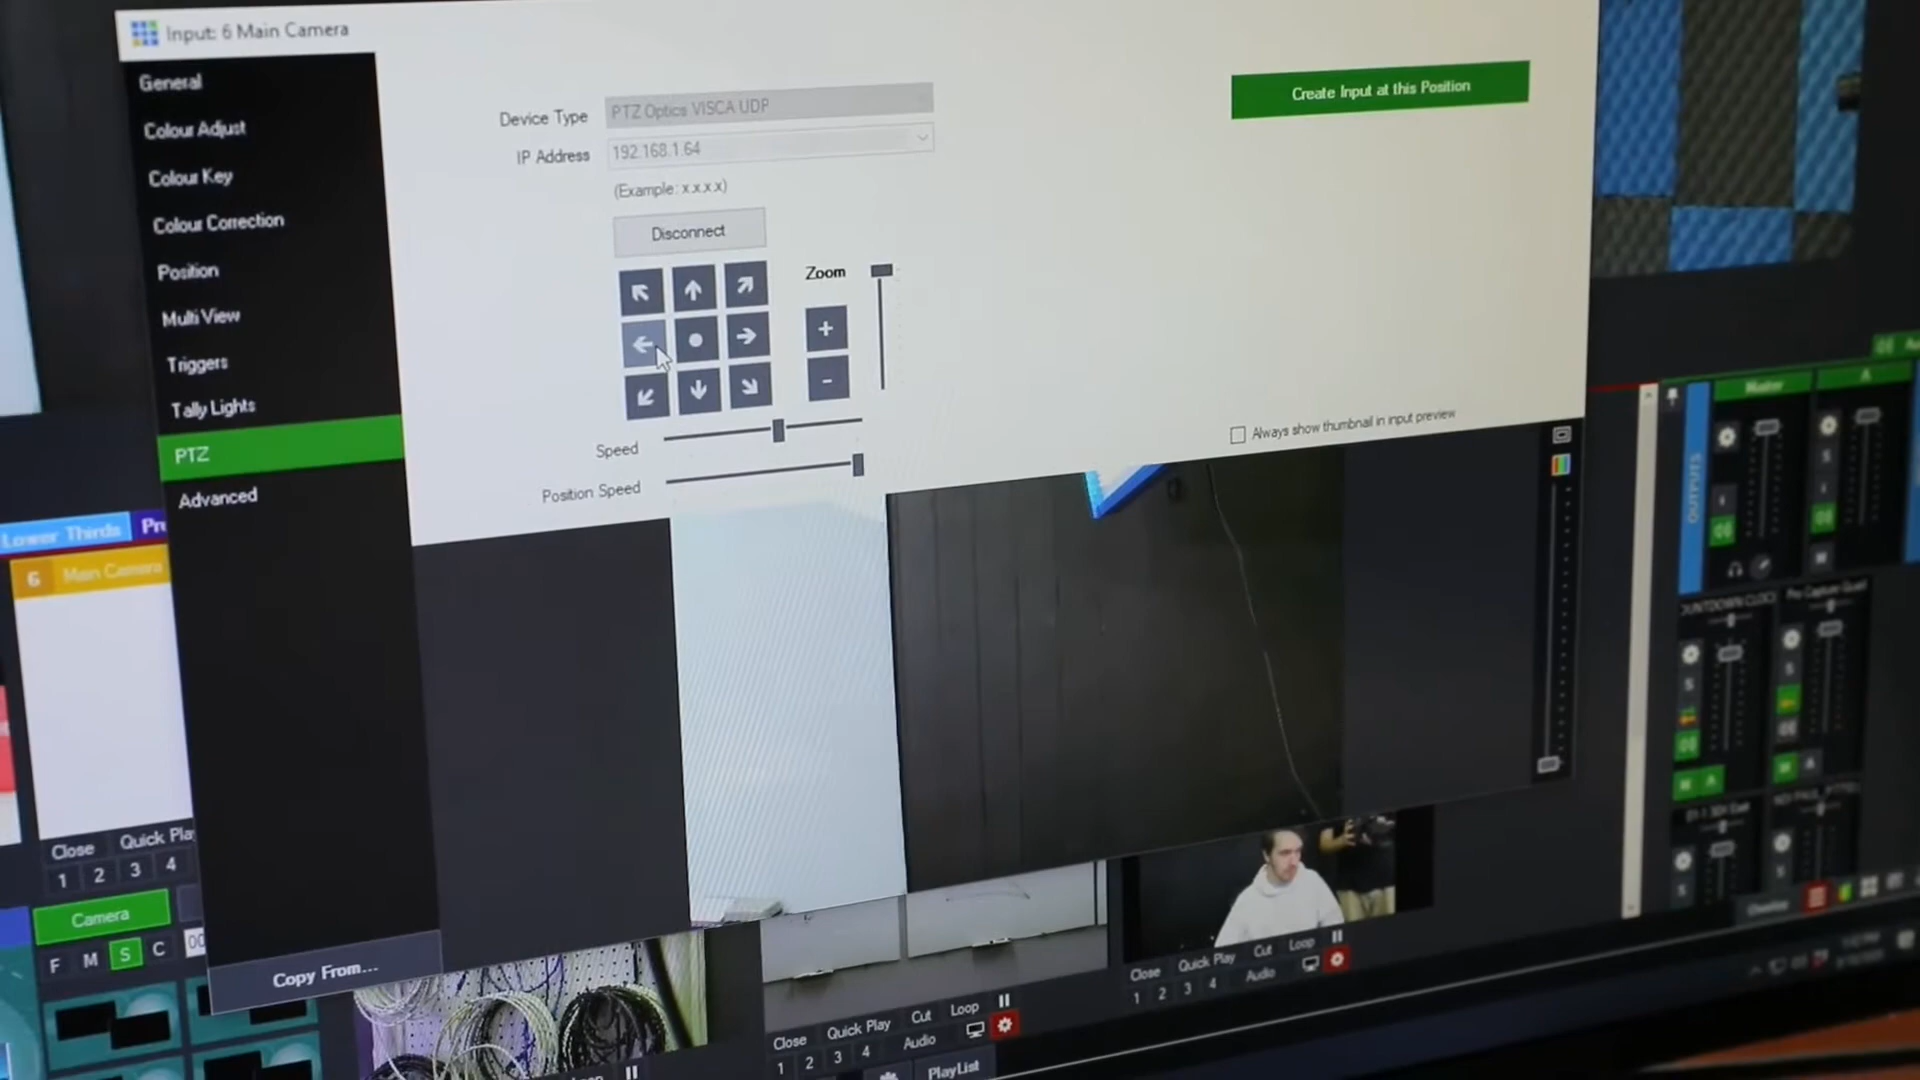 Input: 6 Main Camera
General
Colour Adjust
Colour Key
Colour Correction
Position
Multi View
Triggers
Tally Lights
PTZ
Advanced
Copy From...
Device Type
PTZ Optics VISCA UDP
IP Address
192.168.1.64
(Example: x.x.x.x)
Disconnect
Zoom
+
-
Speed
Position Speed
Create Input at this Position
Always show thumbnail in input preview
Lower Thirds
6 Main Camera
Close
1 2 3 4
Camera
F M S C
Close Quick Play Cut Loop
1 2 3 4 Audio
PlayList
Close Quick Play Cut Loop
1 2 3 4 Audio
OUTPUTS
Master
A
S
M
S
S
M A
A